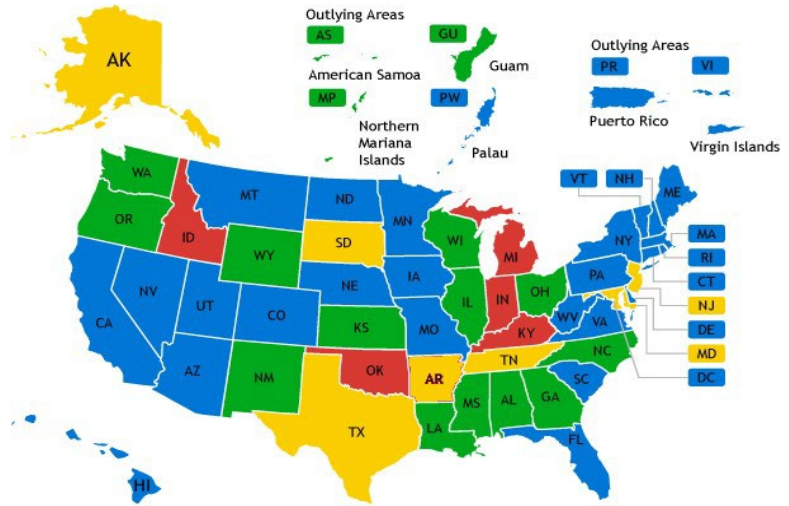 AK
Outlying Areas
AS
GU
American Samoa
Guam
MP
PW
Northern
Mariana
Islands
Palau
Outlying Areas
PR
VI
Puerto Rico
Virgin Islands
WA
OR
ID
MT
WY
ND
SD
NE
MN
IA
WI
MI
CA
NV
UT
CO
AZ
NM
KS
OK
TX
MO
AR
LA
IL
IN
OH
KY
TN
MS
AL
GA
FL
SC
NC
VA
WV
PA
NY
VT
NH
ME
MA
RI
CT
NJ
DE
MD
DC
HI